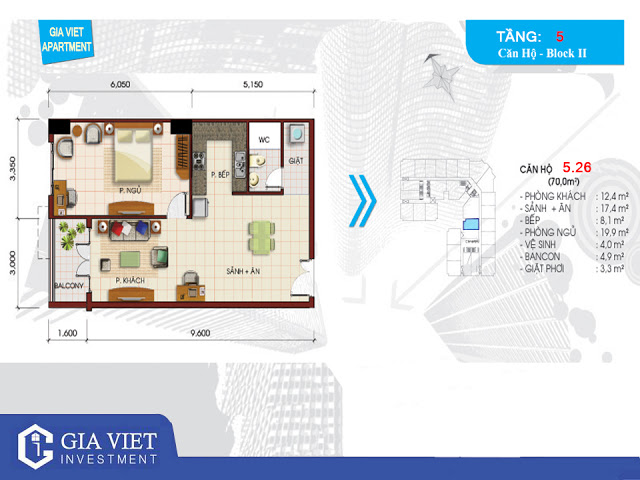 GIA VIET
APARTMENT
TẦNG: 5
Căn Hộ - Block II
6,050
5,150
3,350
3,000
WC
GIẶT
P. BẾP
P. NGỦ
P. KHÁCH
SẢNH + ĂN
BALCONY
1.600
9.600
CĂN HỘ 5.26
(70,0m²)
- PHÒNG KHÁCH : 12.4 m²
- SẢNH + ĂN : 17.4 m²
- BẾP : 8,1 m²
- PHÒNG NGỦ : 19.9 m²
- VỆ SINH : 4.0 m²
- BANCON : 4.9 m²
- GIẶT PHƠI : 3,3 m²
GIA VIET
INVESTMENT